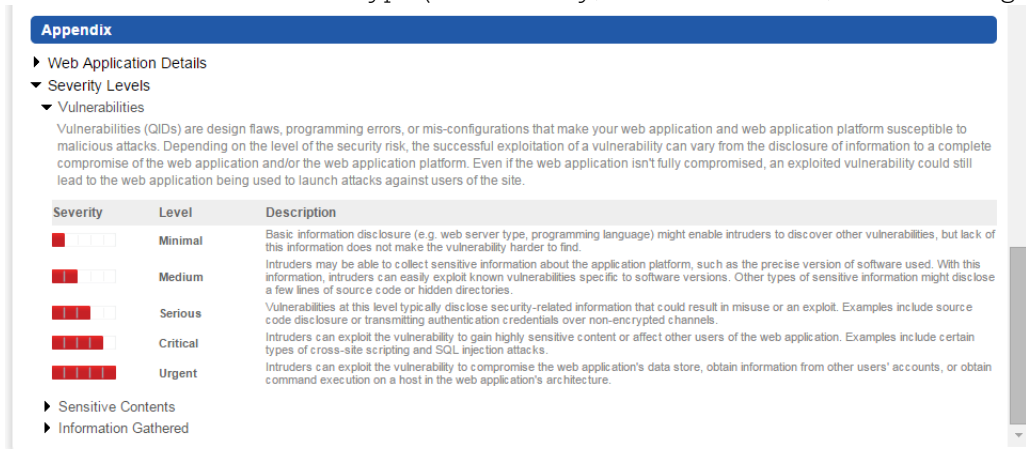 Appendix
Web Application Details
Severity Levels
Vulnerabilities
Vulnerabilities (QIDs) are design flaws, programming errors, or mis-configurations that make your web application and web application platform susceptible to
malicious attacks. Depending on the level of the security risk, the successful exploitation of a vulnerability can vary from the disclosure of information to a complete
compromise of the web application and/or the web application platform. Even if the web application isn't fully compromised, an exploited vulnerability could still
lead to the web application being used to launch attacks against users of the site.
Severity Level Description
Minimal Basic information disclosure (e.g. web server type, programming language) might enable intruders to discover other vulnerabilities, but lack of
this information does not make the vulnerability harder to find.
Medium Intruders may be able to collect sensitive information about the application platform, such as the precise version of software used. With this
information, intruders can easily exploit known vulnerabilities specific to software versions. Other types of sensitive information might disclose
a few lines of source code or hidden directories.
Serious Vulnerabilities at this level typically disclose security-related information that could result in misuse or an exploit. Examples include source
code disclosure or transmitting authentication credentials over non-encrypted channels.
Critical Intruders can exploit the vulnerability to gain highly sensitive content or affect other users of the web application. Examples include certain
types of cross-site scripting and SQL injection attacks.
Urgent Intruders can exploit the vulnerability to compromise the web application's data store, obtain information from other users' accounts, or obtain
command execution on a host in the web application's architecture.
Sensitive Contents
Information Gathered